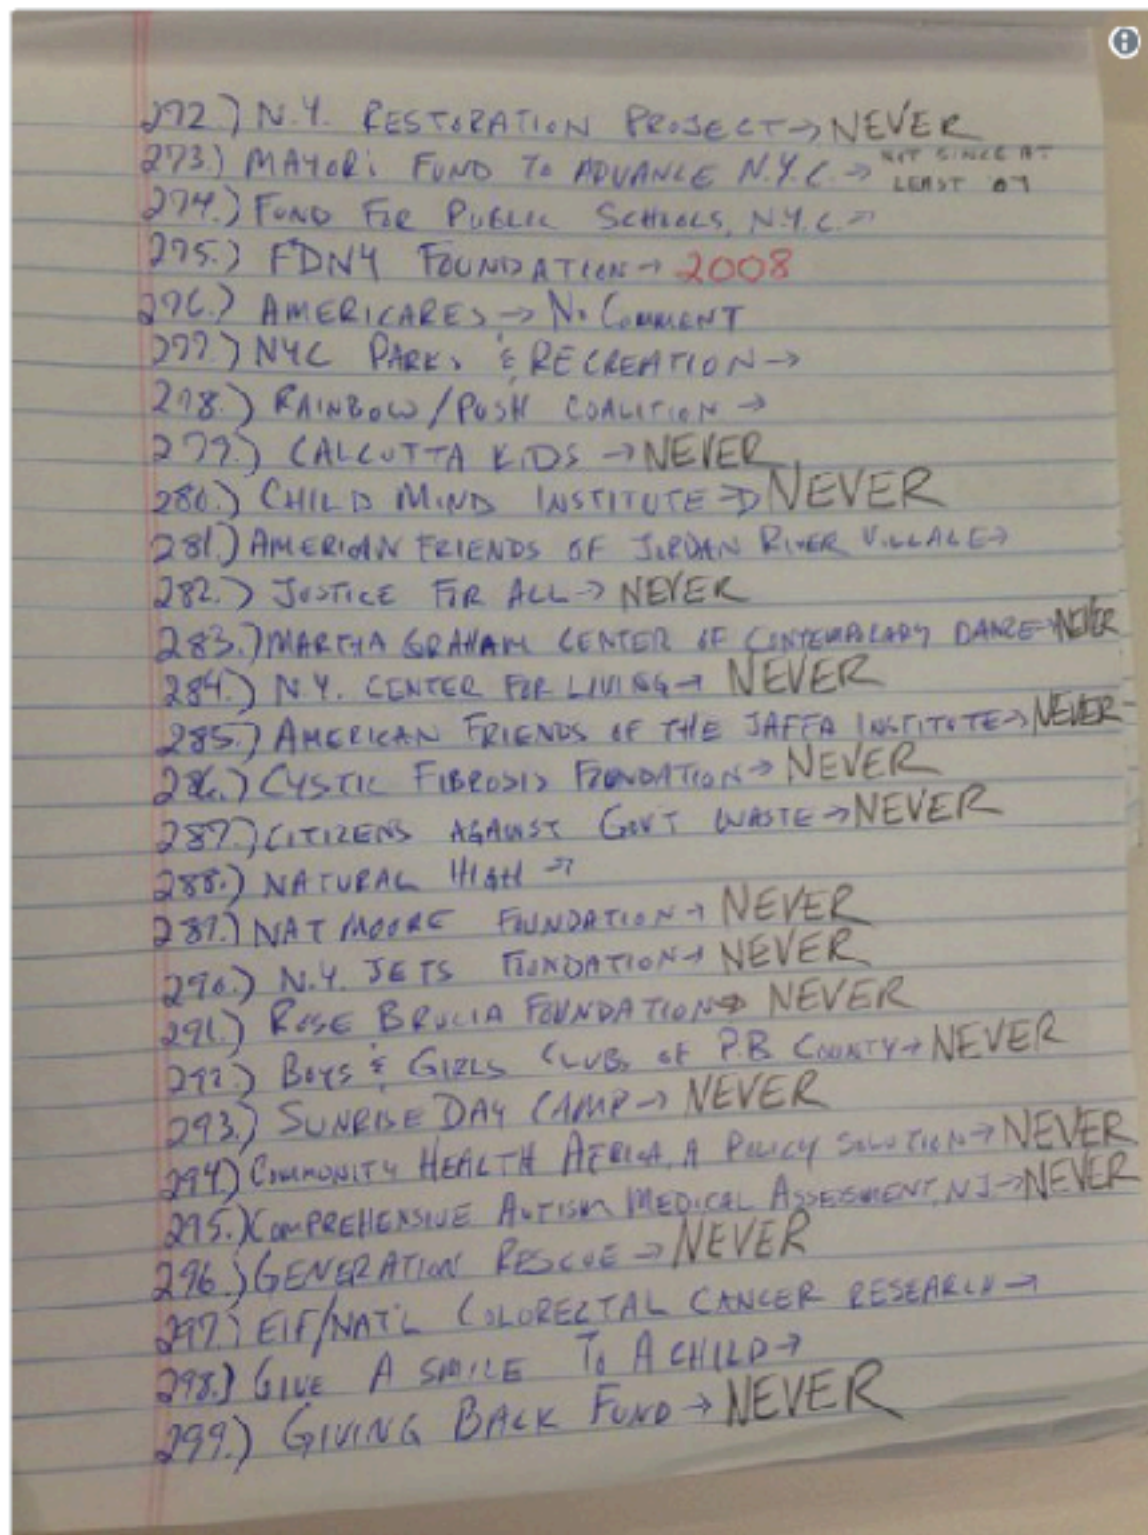 272.) N.Y. RESTORATION PROJECT → NEVER
273.) MAYOR'S FUND TO ADVANCE N.Y.C. → NOT SINCE AT
LEAST '07
274.) FUND FOR PUBLIC SCHOOLS, N.Y.C. →
275.) FDNY FOUNDATION → 2008
276.) AMERICARES → NO COMMENT
277.) NYC PARKS & RECREATION →
278.) RAINBOW/PUSH COALITION →
279.) CALCUTTA KIDS → NEVER
280.) CHILD MIND INSTITUTE → NEVER
281.) AMERICAN FRIENDS OF JORDAN RIVER VILLAGE →
282.) JUSTICE FOR ALL → NEVER
283.) MARTHA GRAHAM CENTER OF CONTEMPORARY DANCE → NEVER
284.) N.Y. CENTER FOR LIVING → NEVER
285.) AMERICAN FRIENDS OF THE JAFFA INSTITUTE → NEVER
286.) CYSTIC FIBROSIS FOUNDATION → NEVER
287.) CITIZENS AGAINST GOV'T WASTE → NEVER
288.) NATURAL HIGH →
289.) NAT MOORE FOUNDATION → NEVER
290.) N.Y. JETS FOUNDATION → NEVER
291.) ROSE BRUCIA FOUNDATION → NEVER
292.) BOYS & GIRLS CLUBS OF P.B. COUNTY → NEVER
293.) SUNRISE DAY CAMP → NEVER
294.) COMMUNITY HEALTH AFRICA, A POLICY SOLUTION → NEVER
295.) COMPREHENSIVE AUTISM MEDICAL ASSESSMENT, NJ → NEVER
296.) GENERATION RESCUE → NEVER
297.) EIF/NAT'L COLORECTAL CANCER RESEARCH →
298.) GIVE A SMILE TO A CHILD →
299.) GIVING BACK FUND → NEVER